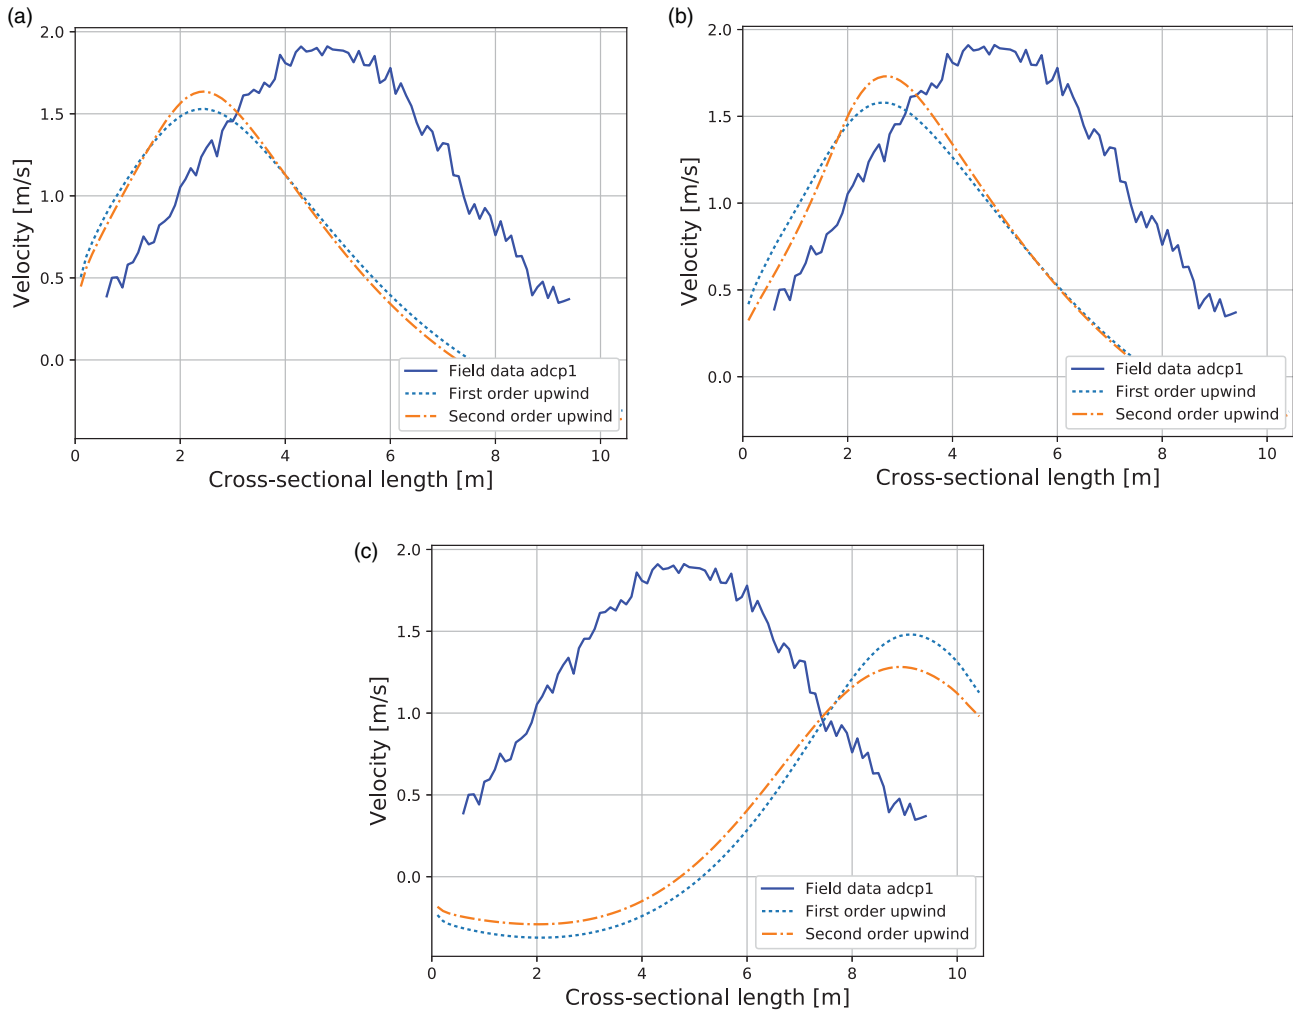 (a)
2.0
1.5
1.0
0.5
0.0
Velocity [m/s]
Field data adcp1
First order upwind
Second order upwind
0 2 4 6 8 10
Cross-sectional length [m]
(b)
2.0
1.5
1.0
0.5
0.0
Velocity [m/s]
Field data adcp1
First order upwind
Second order upwind
0 2 4 6 8 10
Cross-sectional length [m]
(c)
2.0
1.5
1.0
0.5
0.0
Velocity [m/s]
Field data adcp1
First order upwind
Second order upwind
0 2 4 6 8 10
Cross-sectional length [m]